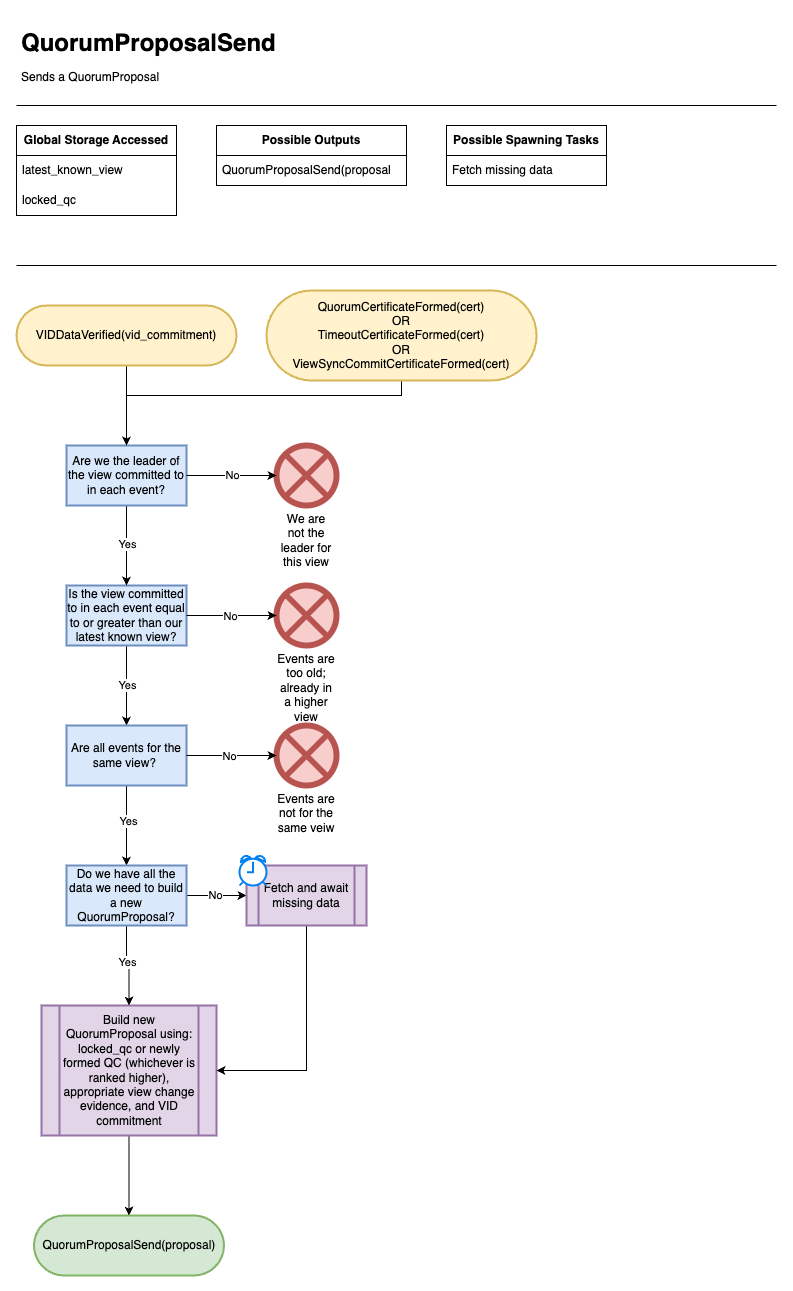 QuorumProposalSend
Sends a QuorumProposal
Global Storage Accessed
latest_known_view
locked_qc
Possible Outputs
QuorumProposalSend(proposal
Possible Spawning Tasks
Fetch missing data
VIDDataVerified(vid_commitment)
QuorumCertificateFormed(cert)
OR
TimeoutCertificateFormed(cert)
OR
ViewSyncCommitCertificateFormed(cert)
Are we the leader of
the view committed to
in each event?
No
We are
not the
leader for
this view
Yes
Is the view committed
to in each event equal
to or greater than our
latest known view?
No
Events are
too old;
already in
a higher
view
Yes
Are all events for the
same view?
No
Events are
not for the
same veiw
Yes
Do we have all the
data we need to build
a new
QuorumProposal?
No
Fetch and await
missing data
Yes
Build new
QuorumProposal using:
locked_qc or newly
formed QC (whichever is
ranked higher),
appropriate view change
evidence, and VID
commitment
QuorumProposalSend(proposal)